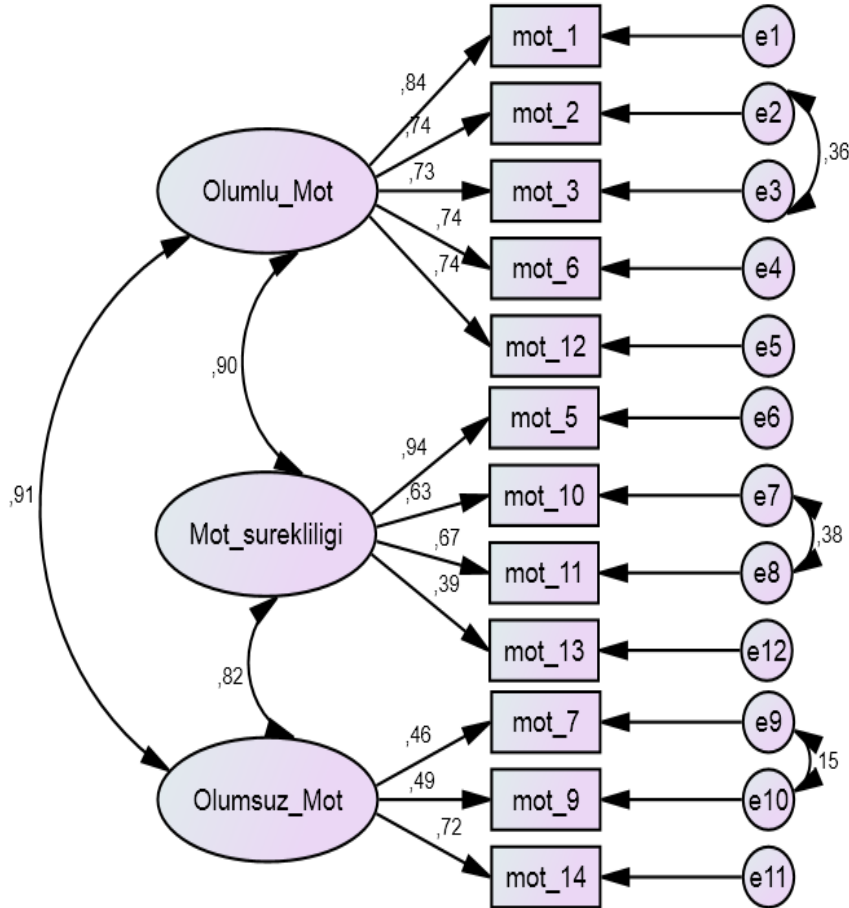 mot_1
e1
,84
mot_2
e2
,74
,36
Olumlu_Mot
,73
mot_3
e3
,74
mot_6
e4
,74
mot_12
e5
,90
mot_5
e6
,94
,91
,63
mot_10
e7
Mot_surekliligi
,67
mot_11
e8
,38
,39
mot_13
e12
,82
,46
mot_7
e9
,15
Olumsuz_Mot
,49
mot_9
e10
,72
mot_14
e11